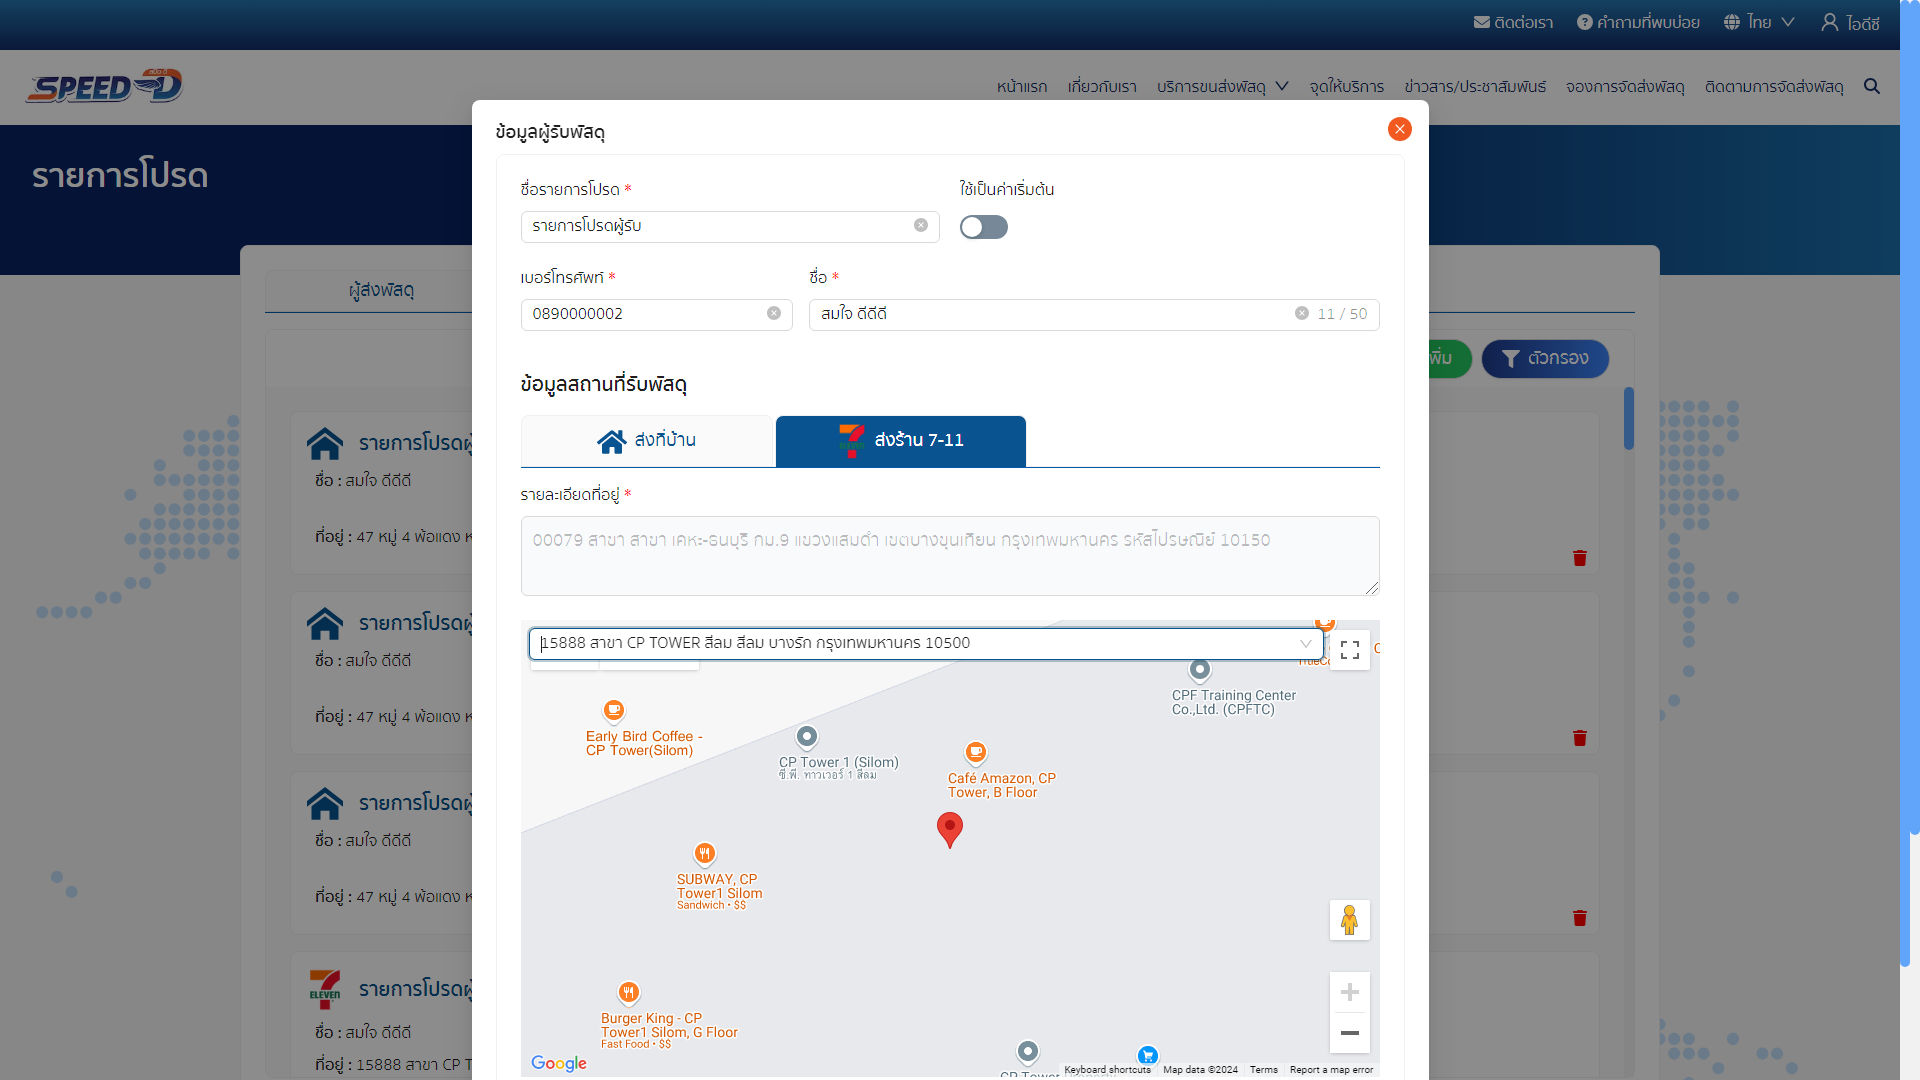 ติดต่อเรา
คำถามที่พบบ่อย
ไทย
ไอดีซี
สปีด-ดี
SPEED-D
หน้าแรก
เกี่ยวกับเรา
บริการขนส่งพัสดุ
จุดให้บริการ
ข่าวสาร/ประชาสัมพันธ์
จองการจัดส่งพัสดุ
ติดตามการจัดส่งพัสดุ
รายการโปรด
ผู้ส่งพัสดุ
ตัวกรอง
ข้อมูลผู้รับพัสดุ
ชื่อรายการโปรด *
ใช้เป็นค่าเริ่มต้น
รายการโปรดผู้รับ
เบอร์โทรศัพท์ *
ชื่อ *
0890000002
สมใจ ดีดีดี
11 / 50
ข้อมูลสถานที่รับพัสดุ
ส่งที่บ้าน
ส่งร้าน 7-11
รายละเอียดที่อยู่ *
00079 สาขา สาขา เคหะ-ธนบุรี กม.9 แขวงแสมดำ เขตบางขุนเทียน กรุงเทพมหานคร รหัสไปรษณีย์ 10150
15888 สาขา CP TOWER สีลม สีลม บางรัก กรุงเทพมหานคร 10500
CPF Training Center
Co.,Ltd. (CPFTC)
Early Bird Coffee -
CP Tower(Silom)
CP Tower 1 (Silom)
ซี.พี. ทาวเวอร์ 1 สีลม
Café Amazon, CP
Tower, B Floor
SUBWAY, CP
Tower1 Silom
Sandwich • $$
Burger King - CP
Tower1 Silom, G Floor
Fast Food • $$
Google
Keyboard shortcuts
Map data ©2024
Terms
Report a map error
รายการโปรดผู้
ชื่อ : สมใจ ดีดีดี
ที่อยู่ : 47 หมู่ 4 พ้อแดง ห
รายการโปรดผู้
ชื่อ : สมใจ ดีดีดี
ที่อยู่ : 47 หมู่ 4 พ้อแดง ห
รายการโปรดผู้
ชื่อ : สมใจ ดีดีดี
ที่อยู่ : 47 หมู่ 4 พ้อแดง ห
ELEVEN
รายการโปรดผู้
ชื่อ : สมใจ ดีดีดี
ที่อยู่ : 15888 สาขา CP T